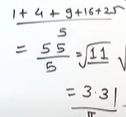 1 + 4 + 9 + 16 + 25
5
= 55 / 5 = √11 √
= 3.31